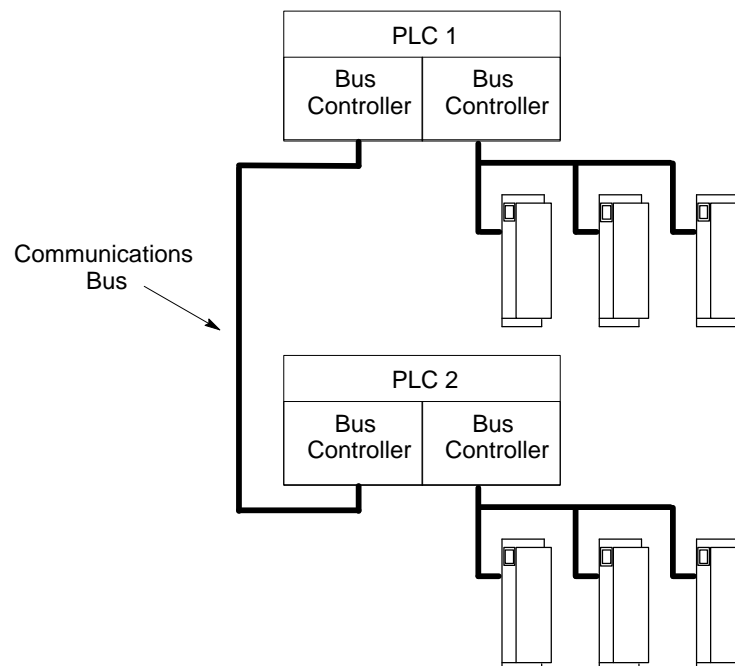 PLC 1
Bus
Controller
Bus
Controller
Communications
Bus
PLC 2
Bus
Controller
Bus
Controller